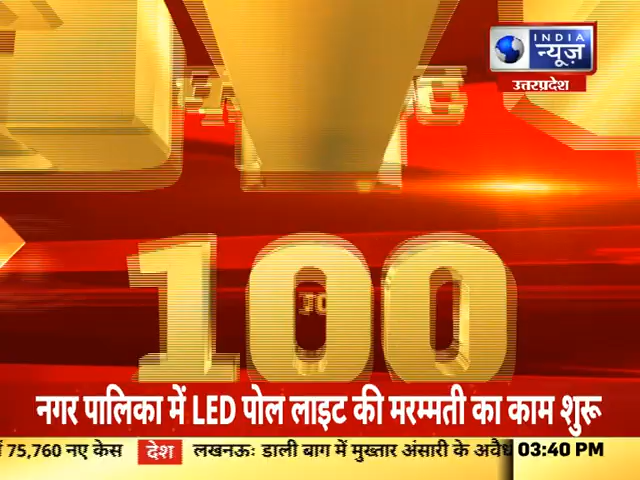 INDIA
न्यूज़
उत्तरप्रदेश
100
नगर पालिका में LED पोल लाइट की मरम्मती का काम शुरू
75,760 नए केस देश लखनऊः डाली बाग में मुख्तार अंसारी के अवैध 03:40 PM